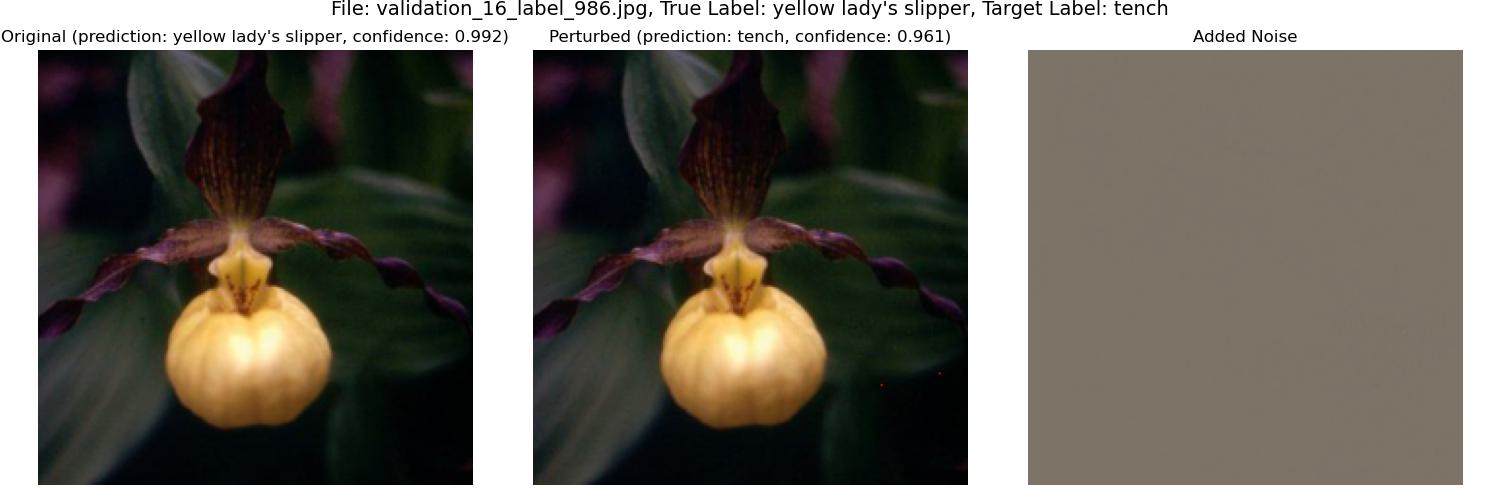 File: validation_16_label_986.jpg, True Label: yellow lady's slipper, Target Label: tench
Original (prediction: yellow lady's slipper, confidence: 0.992)
Perturbed (prediction: tench, confidence: 0.961)
Added Noise